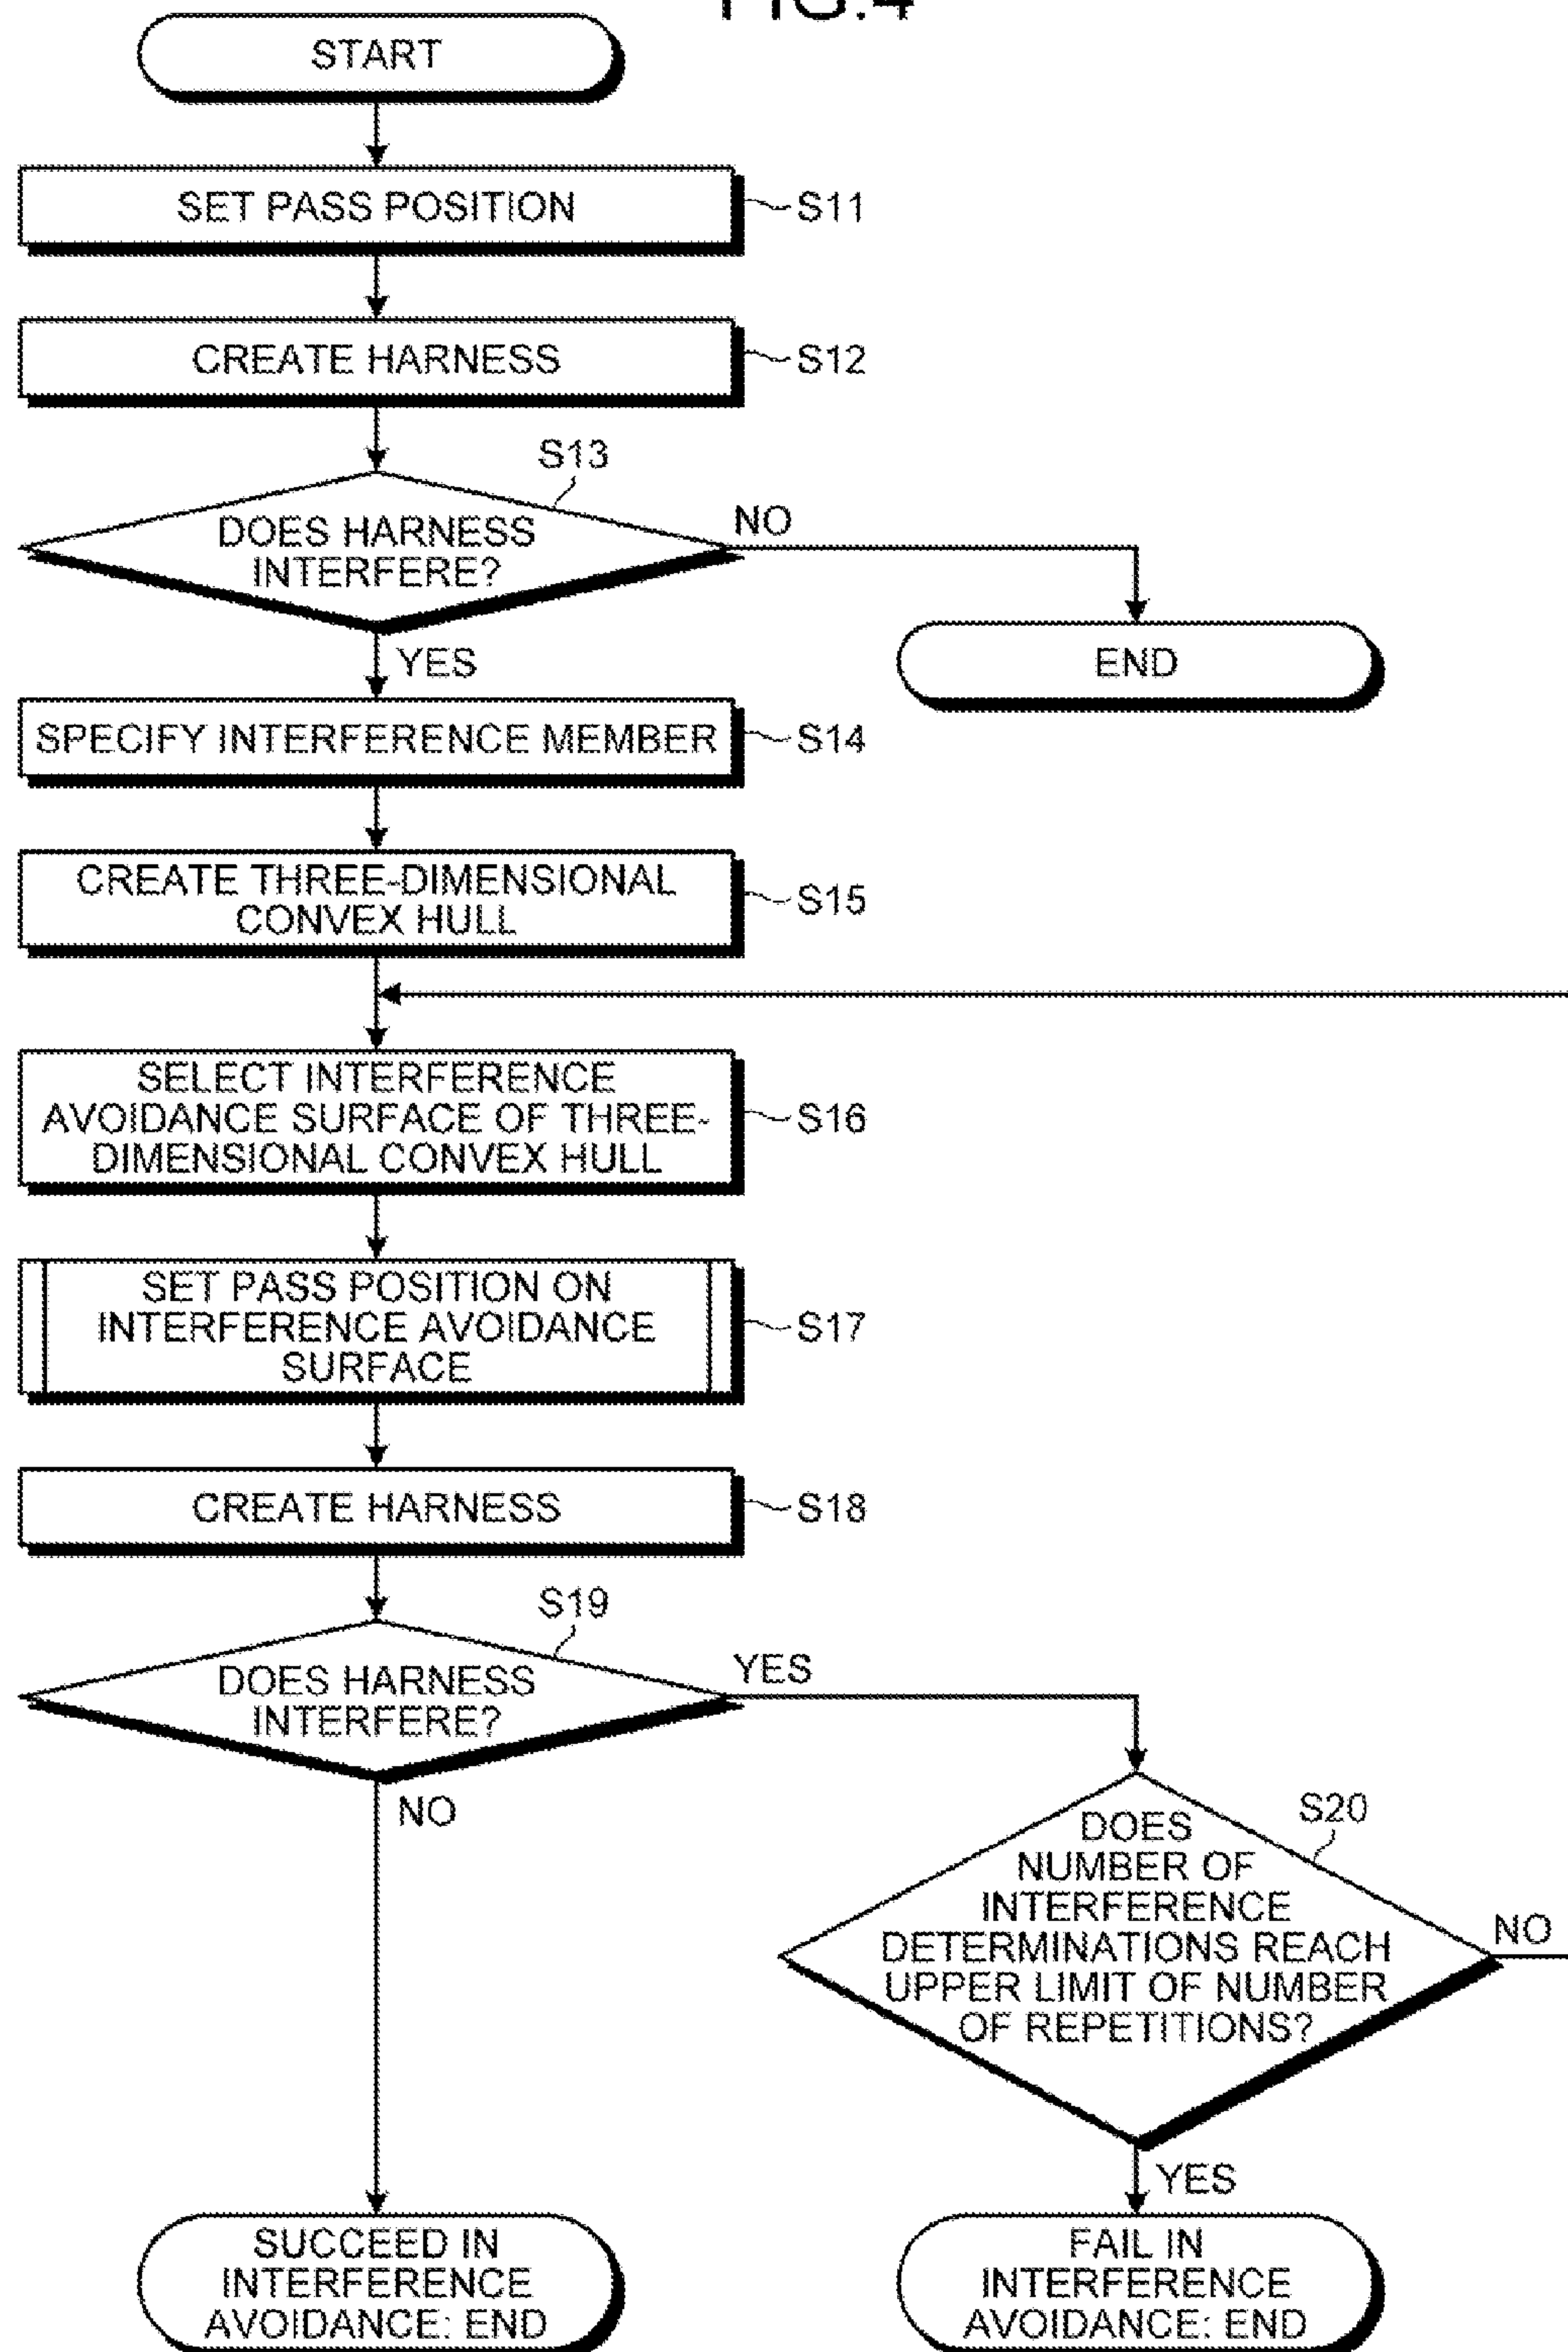 FIG.4
START
SET PASS POSITION
S11
CREATE HARNESS
S12
S13
DOES HARNESS
INTERFERE?
NO
END
YES
SPECIFY INTERFERENCE MEMBER
S14
CREATE THREE-DIMENSIONAL
CONVEX HULL
S15
SELECT INTERFERENCE
AVOIDANCE SURFACE OF THREE-
DIMENSIONAL CONVEX HULL
S16
SET PASS POSITION ON
INTERFERENCE AVOIDANCE
SURFACE
S17
CREATE HARNESS
S18
S19
DOES HARNESS
INTERFERE?
YES
NO
S20
DOES
NUMBER OF
INTERFERENCE
DETERMINATIONS REACH
UPPER LIMIT OF NUMBER
OF REPETITIONS?
NO
YES
SUCCEED IN
INTERFERENCE
AVOIDANCE: END
FAIL IN
INTERFERENCE
AVOIDANCE: END